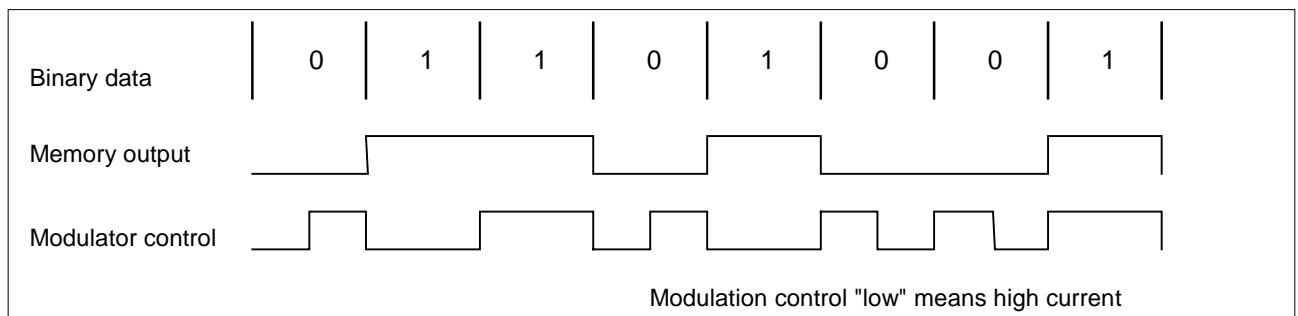 Binary data 0 1 1 0 1 0 0 1
Memory output
Modulator control
Modulation control "low" means high current